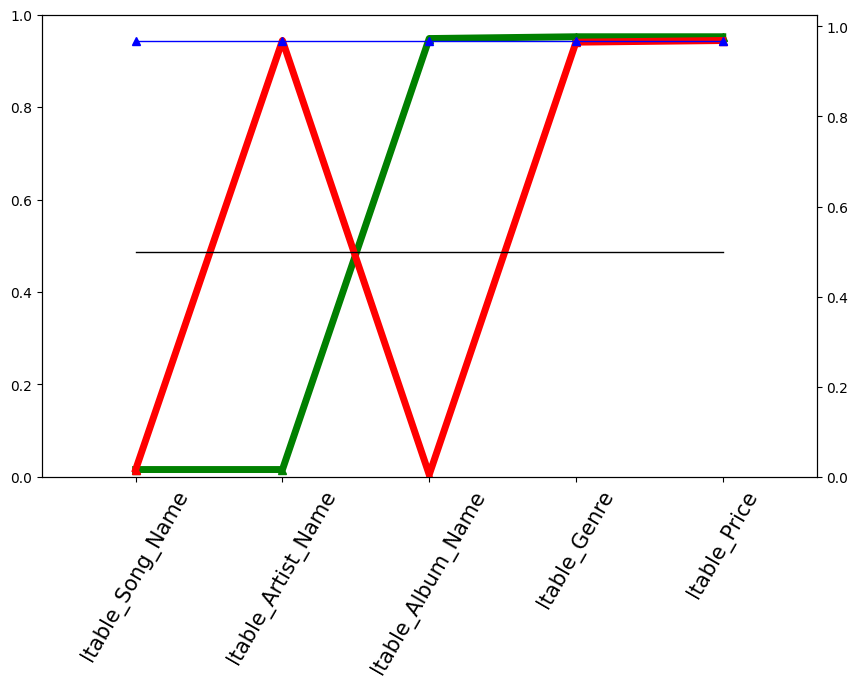 1.0
0.8
0.6
0.4
0.2
0.0
1.0
0.8
0.6
0.4
0.2
0.0
ltable_Song_Name
ltable_Artist_Name
ltable_Album_Name
ltable_Genre
ltable_Price